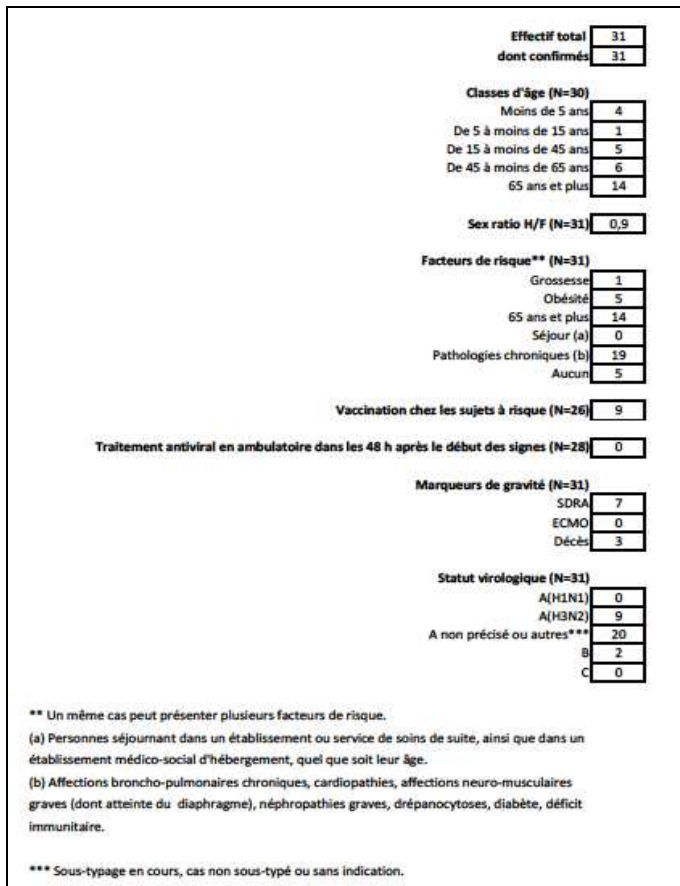 Effectif total 31
dont confirmés 31
Classes d'âge (N=30)
Moins de 5 ans 4
De 5 à moins de 15 ans 1
De 15 à moins de 45 ans 5
De 45 à moins de 65 ans 6
65 ans et plus 14
Sex ratio H/F (N=31) 0,9
Facteurs de risque** (N=31)
Grossesse 1
Obésité 5
65 ans et plus 14
Séjour (a) 0
Pathologies chroniques (b) 19
Aucun 5
Vaccination chez les sujets à risque (N=26) 9
Traitement antiviral en ambulatoire dans les 48 h après le début des signes (N=28) 0
Marqueurs de gravité (N=31)
SDRA 7
ECMO 0
Décès 3
Statut virologique (N=31)
A(H1N1) 0
A(H3N2) 9
A non précisé ou autres*** 20
B 2
C 0
** Un même cas peut présenter plusieurs facteurs de risque.
(a) Personnes séjournant dans un établissement ou service de soins de suite, ainsi que dans un
établissement médico-social d'hébergement, quel que soit leur âge.
(b) Affections broncho-pulmonaires chroniques, cardiopathies, affections neuro-musculaires
graves (dont atteinte du diaphragme), néphropathies graves, drépanocytoses, diabète, déficit
immunitaire.
*** Sous-typage en cours, cas non sous-typé ou sans indication.